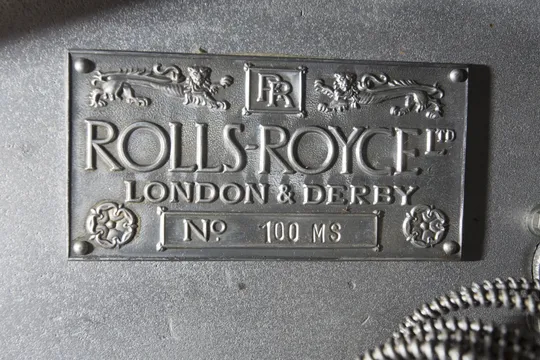 RR
ROLLS-ROYCE LTD
LONDON & DERBY
No. 100 MS